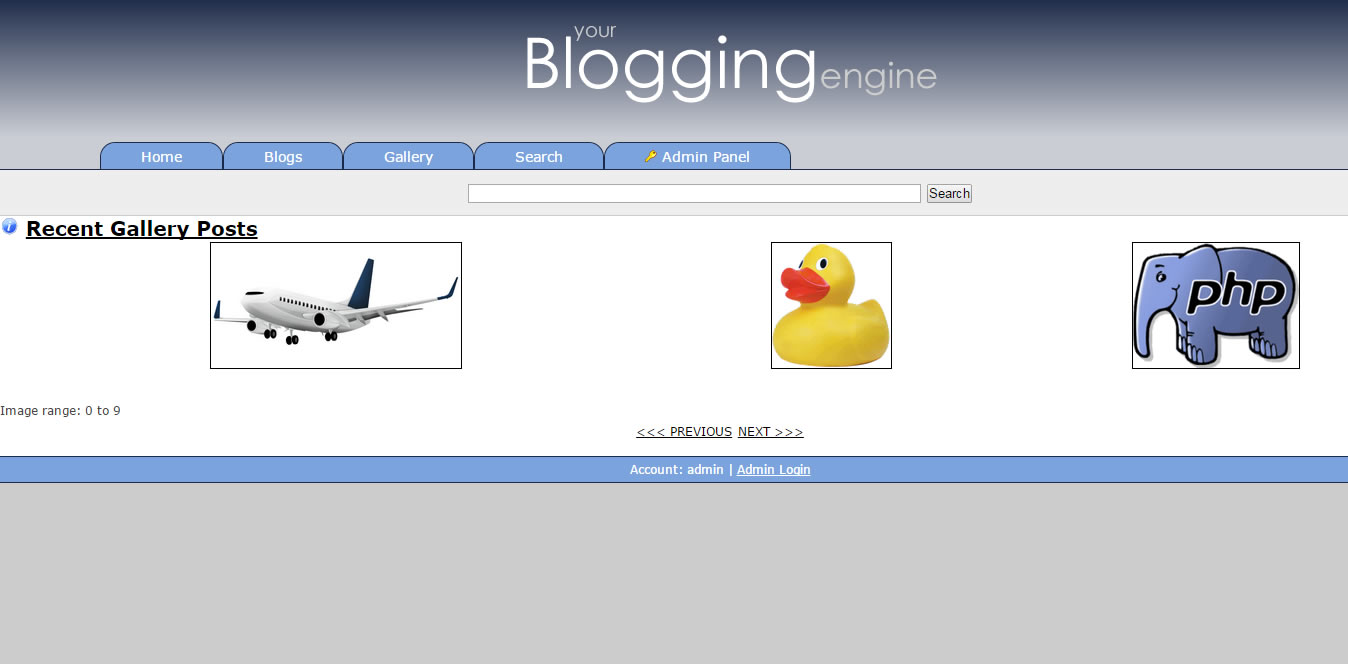 your
Blogging engine
Home Blogs Gallery Search Admin Panel
Search
Recent Gallery Posts
php
Image range: 0 to 9
<<< PREVIOUS NEXT >>>
Account: admin | Admin Login